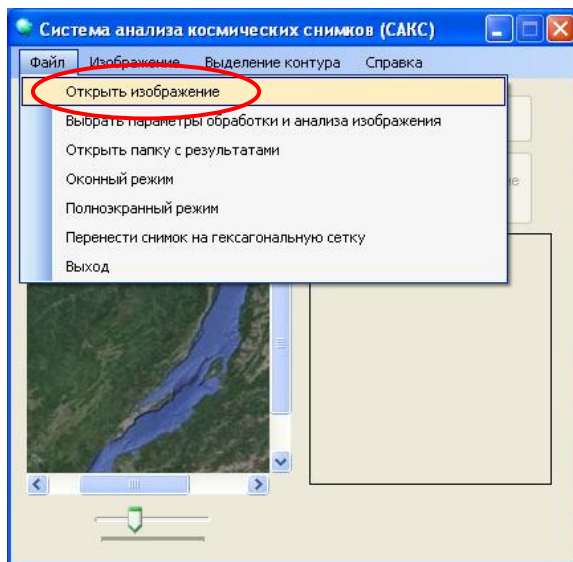 Система анализа космических снимков (САКС)
Файл Изображение Выделение контура Справка
Открыть изображение
Выбрать параметры обработки и анализа изображения
Открыть папку с результатами
Оконный режим
Полноэкранный режим
Перенести снимок на гексагональную сетку
Выход